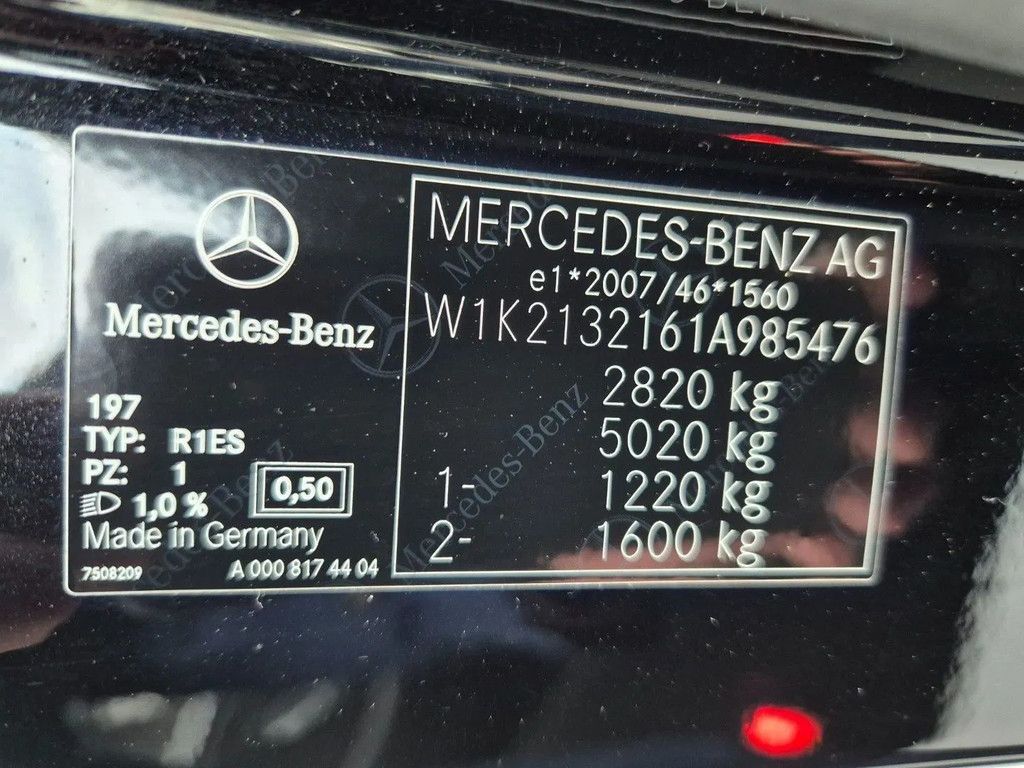 Mercedes-Benz
197
TYP: R1ES
PZ: 1
1,0 %
0,50
Made in Germany
7508209
A 000 817 44 04
MERCEDES-BENZ AG
e1*2007/46*1560
W1K2132161A985476
2820 kg
5020 kg
1- 1220 kg
2- 1600 kg